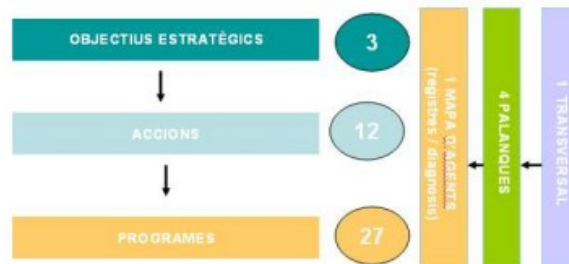 OBJECTIUS ESTRATÈGICS
3
ACCIONS
12
PROGRAMES
27
1 MAPA D'AGENTS
(registres / diagnosis)
4 PALANQUES
1 TRANSVERSAL